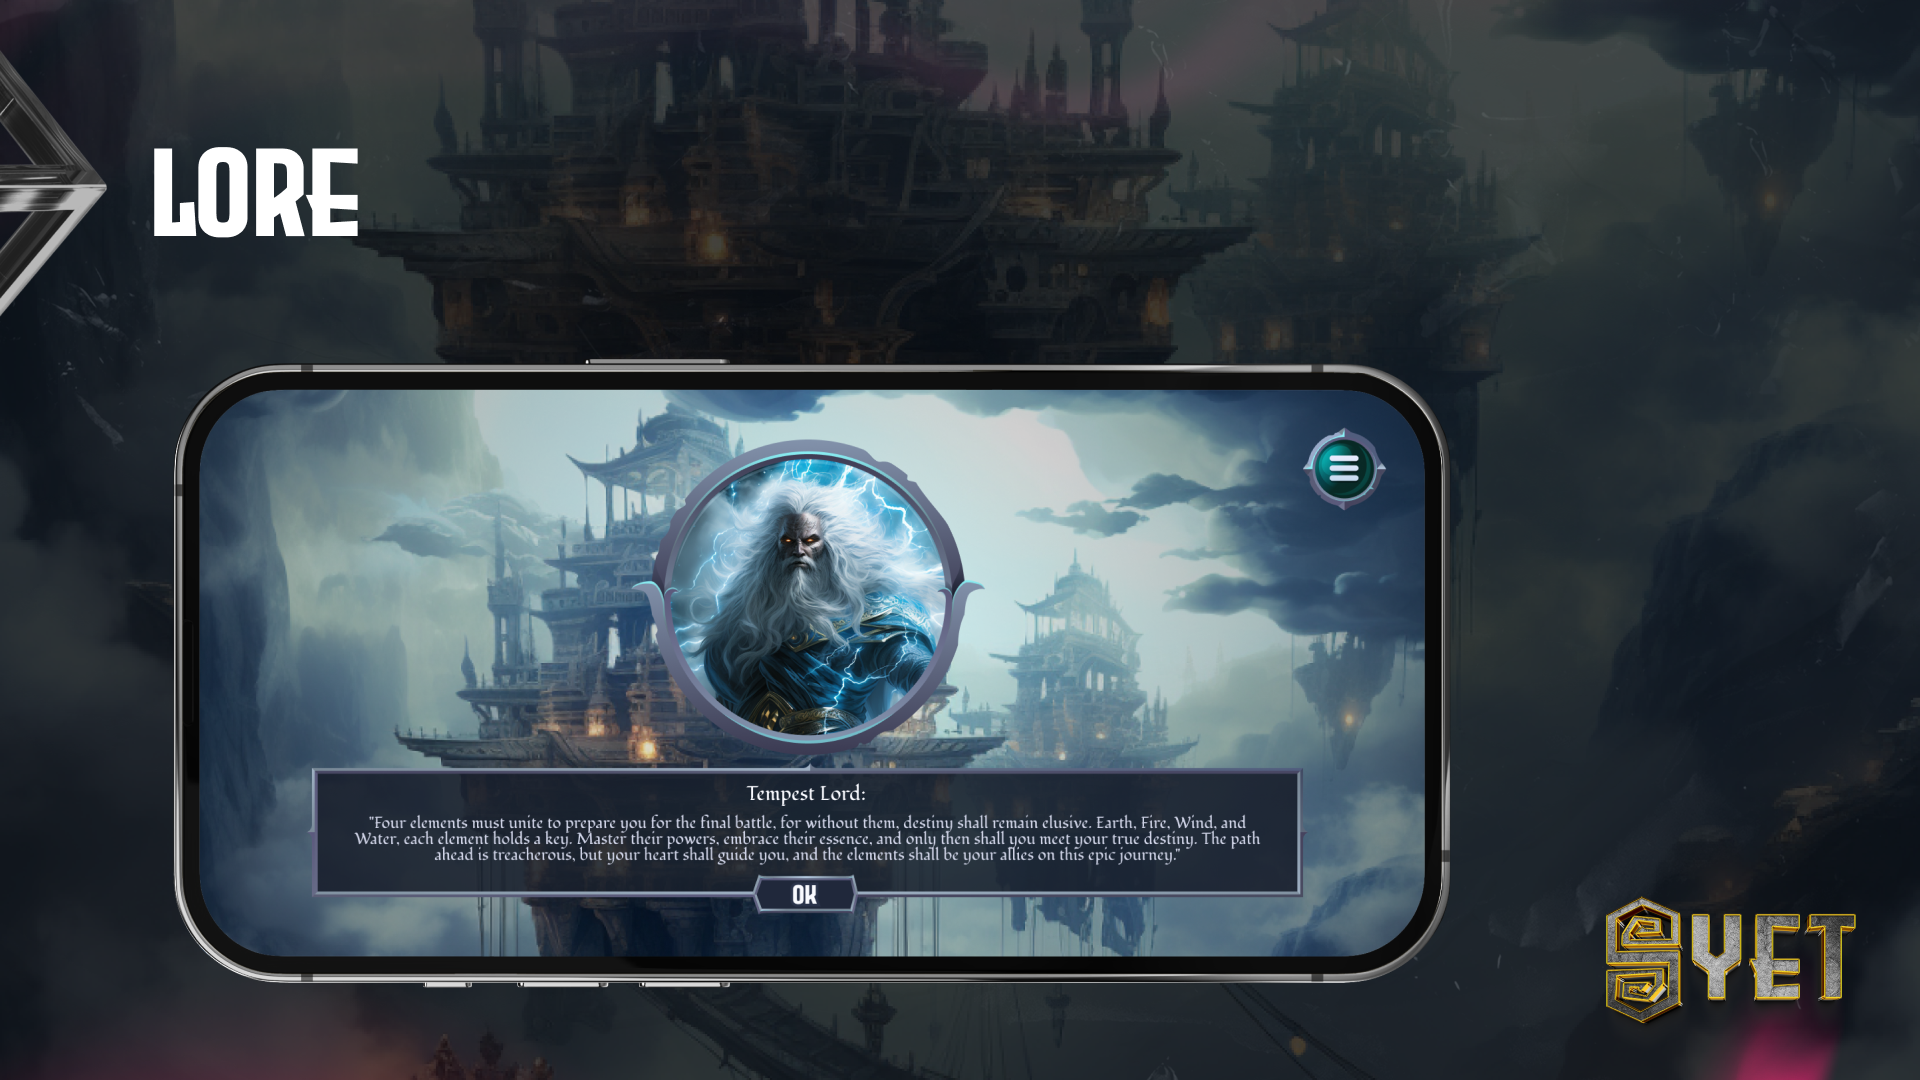 LORE
Tempest Lord:
"Four elements must unite to prepare you for the final battle, for without them, destiny shall remain elusive. Earth, Fire, Wind, and
Water, each element holds a key. Master their powers, embrace their essence, and only then shall you meet your true destiny. The path
ahead is treacherous, but your heart shall guide you, and the elements shall be your allies on this epic journey."
OK
SYET